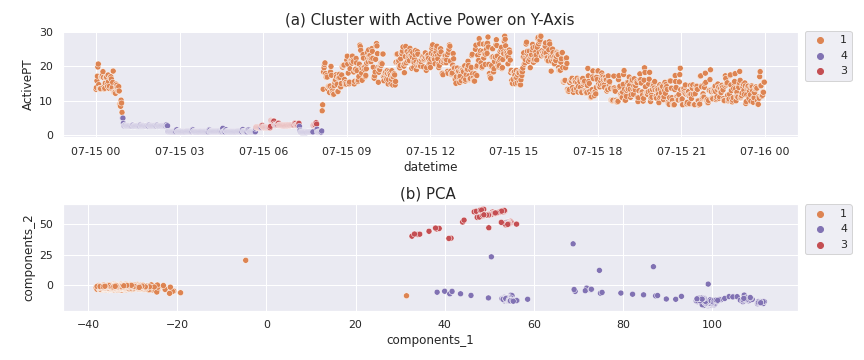 (a) Cluster with Active Power on Y-Axis
30
20
10
0
ActivePT
07-15 00 07-15 03 07-15 06 07-15 09 07-15 12 07-15 15 07-15 18 07-15 21 07-16 00
datetime
1
4
3
(b) PCA
50
25
0
components_2
−40 −20 0 20 40 60 80 100
components_1
1
4
3